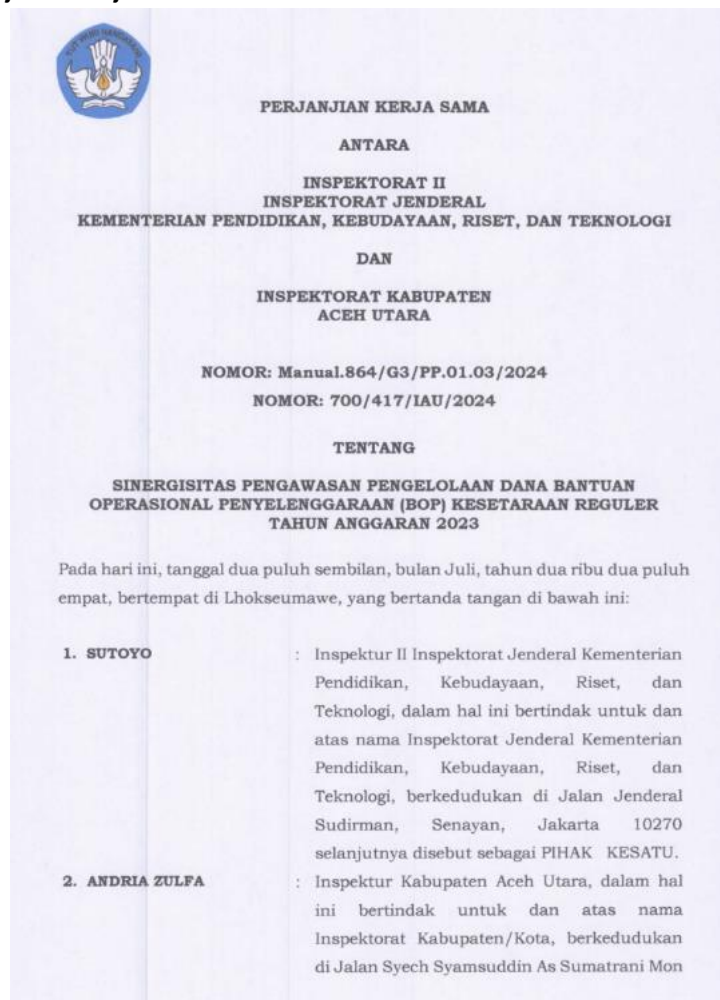 TUT WURI HANDAYANI
PERJANJIAN KERJA SAMA
ANTARA
INSPEKTORAT II
INSPEKTORAT JENDERAL
KEMENTERIAN PENDIDIKAN, KEBUDAYAAN, RISET, DAN TEKNOLOGI
DAN
INSPEKTORAT KABUPATEN
ACEH UTARA
NOMOR: Manual.864/G3/PP.01.03/2024
NOMOR: 700/417/IAU/2024
TENTANG
SINERGISITAS PENGAWASAN PENGELOLAAN DANA BANTUAN
OPERASIONAL PENYELENGGARAAN (BOP) KESETARAAN REGULER
TAHUN ANGGARAN 2023
Pada hari ini, tanggal dua puluh sembilan, bulan Juli, tahun dua ribu dua puluh
empat, bertempat di Lhokseumawe, yang bertanda tangan di bawah ini:
1. SUTOYO : Inspektur II Inspektorat Jenderal Kementerian
Pendidikan, Kebudayaan, Riset, dan
Teknologi, dalam hal ini bertindak untuk dan
atas nama Inspektorat Jenderal Kementerian
Pendidikan, Kebudayaan, Riset, dan
Teknologi, berkedudukan di Jalan Jenderal
Sudirman, Senayan, Jakarta 10270
selanjutnya disebut sebagai PIHAK KESATU.
2. ANDRIA ZULFA : Inspektur Kabupaten Aceh Utara, dalam hal
ini bertindak untuk dan atas nama
Inspektorat Kabupaten/Kota, berkedudukan
di Jalan Syech Syamsuddin As Sumatrani Mon